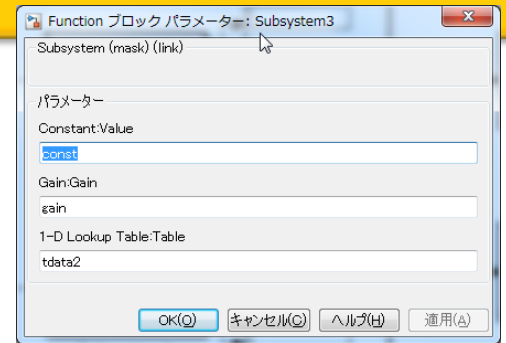 Function ブロック パラメーター: Subsystem3
Subsystem (mask) (link)
パラメーター
Constant:Value
const
Gain:Gain
gain
1-D Lookup Table:Table
tdata2
OK(O) キャンセル(C) ヘルプ(H) 適用(A)